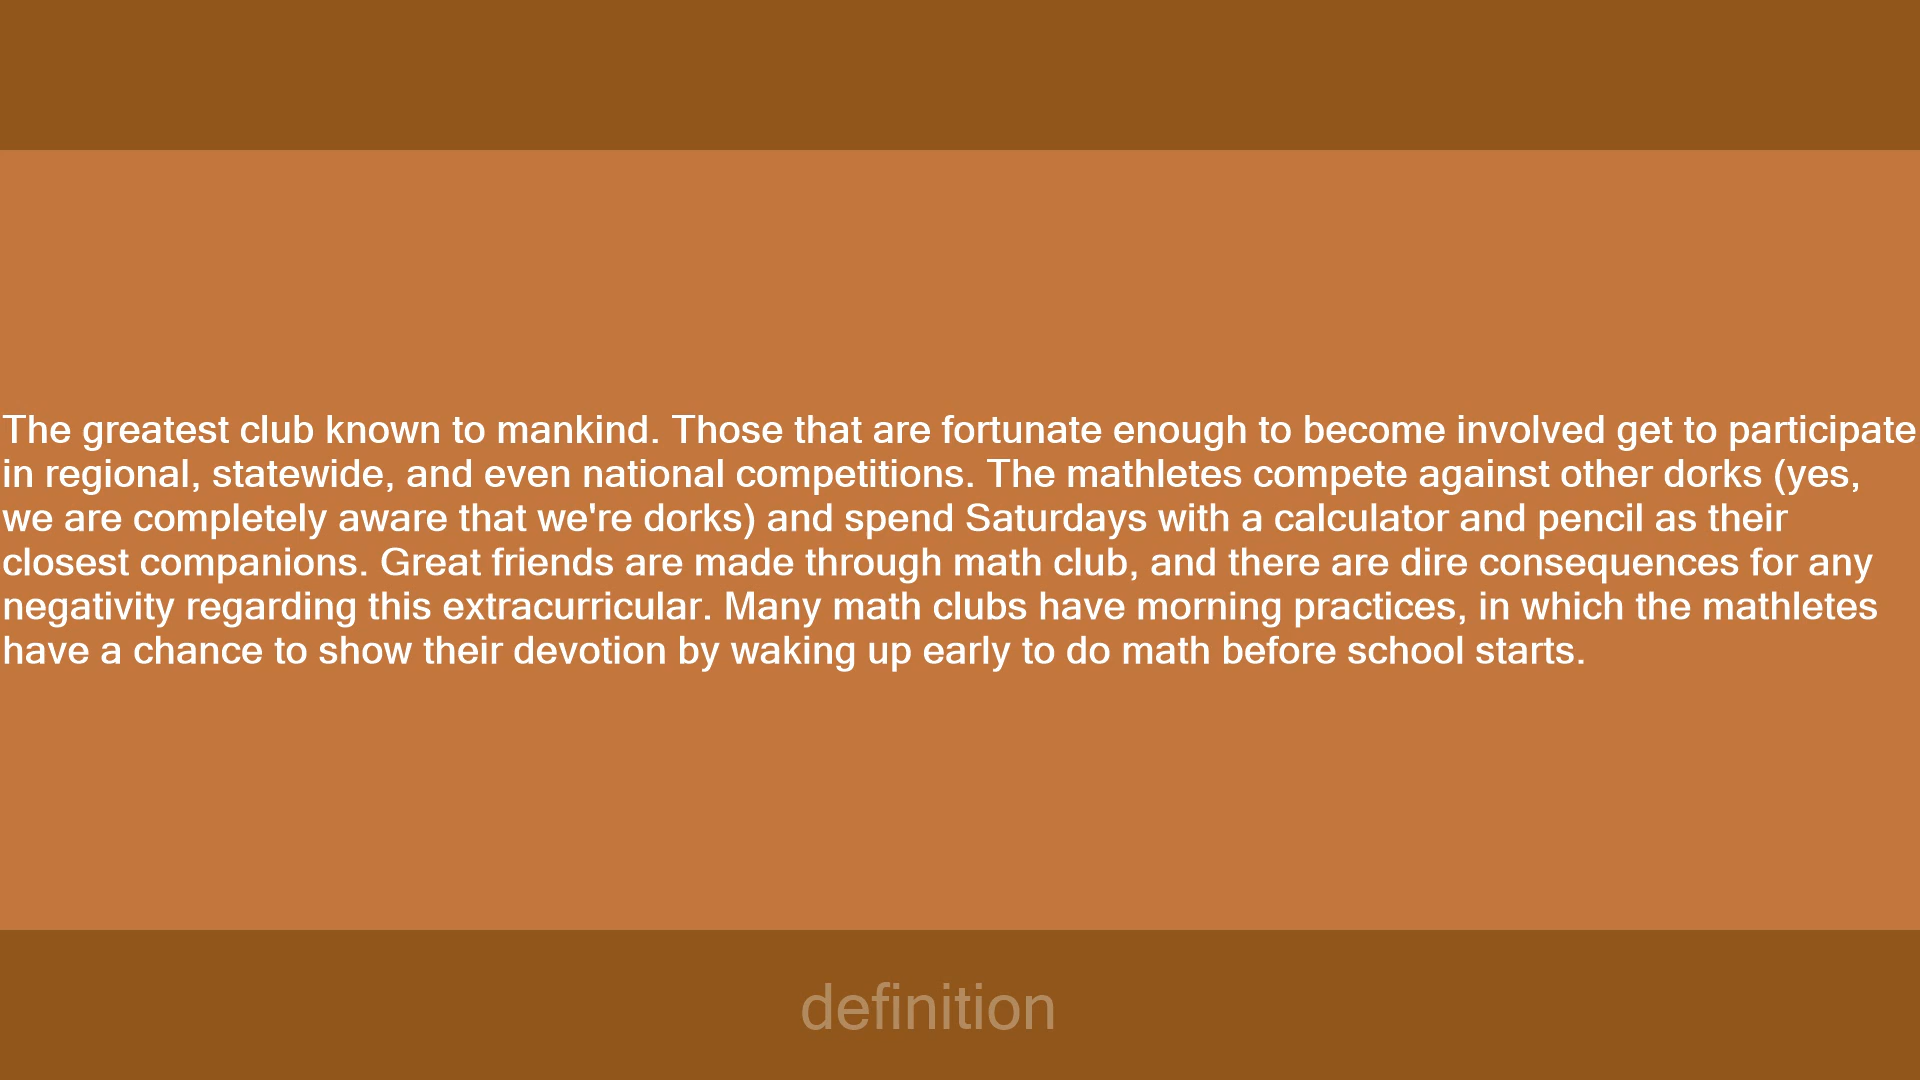 The greatest club known to mankind. Those that are fortunate enough to become involved get to participate
in regional, statewide, and even national competitions. The mathletes compete against other dorks (yes,
we are completely aware that we're dorks) and spend Saturdays with a calculator and pencil as their
closest companions. Great friends are made through math club, and there are dire consequences for any
negativity regarding this extracurricular. Many math clubs have morning practices, in which the mathletes
have a chance to show their devotion by waking up early to do math before school starts.
definition